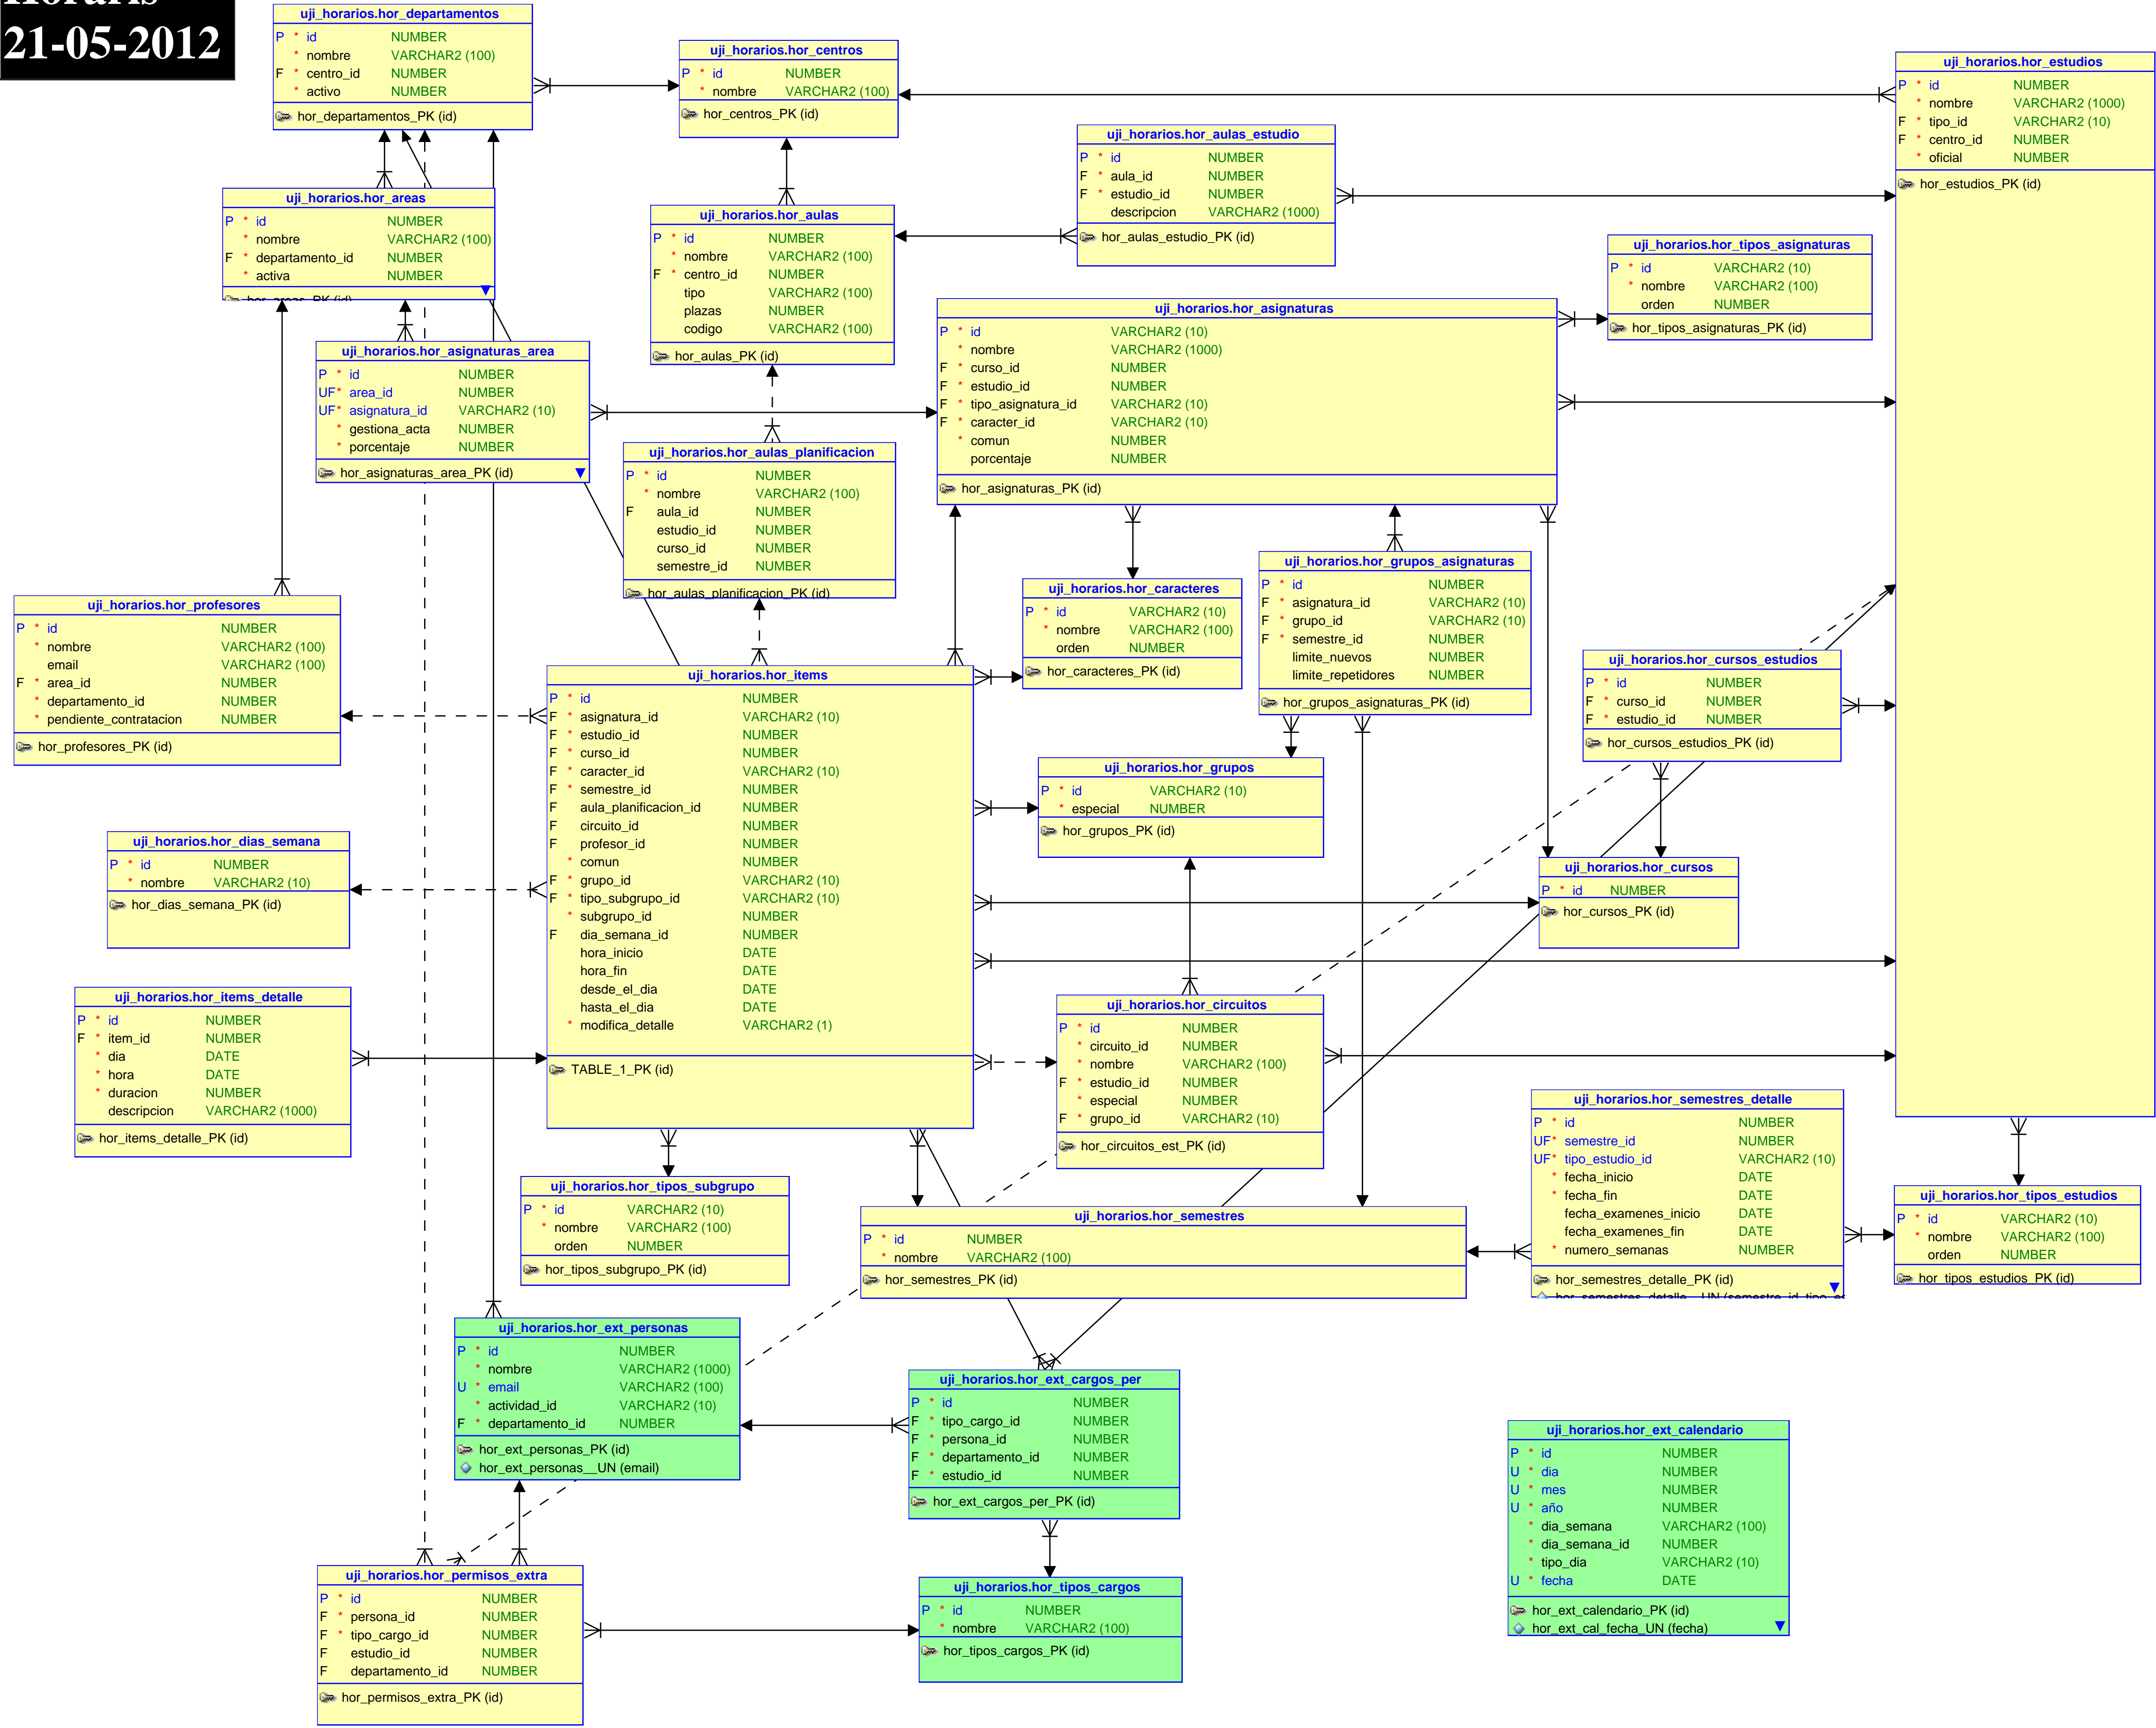 Horaris
21-05-2012
uji_horarios.hor_departamentos
P * id NUMBER
* nombre VARCHAR2 (100)
F * centro_id NUMBER
* activo NUMBER
hor_departamentos_PK (id)
uji_horarios.hor_centros
P * id NUMBER
* nombre VARCHAR2 (100)
hor_centros_PK (id)
uji_horarios.hor_estudios
P * id NUMBER
* nombre VARCHAR2 (1000)
F * tipo_id VARCHAR2 (10)
F * centro_id NUMBER
* oficial NUMBER
hor_estudios_PK (id)
uji_horarios.hor_aulas_estudio
P * id NUMBER
F * aula_id NUMBER
F * estudio_id NUMBER
descripcion VARCHAR2 (1000)
hor_aulas_estudio_PK (id)
uji_horarios.hor_areas
P * id NUMBER
* nombre VARCHAR2 (100)
F * departamento_id NUMBER
* activa NUMBER
hor_areas_PK (id)
uji_horarios.hor_aulas
P * id NUMBER
* nombre VARCHAR2 (100)
F * centro_id NUMBER
tipo VARCHAR2 (100)
plazas NUMBER
codigo VARCHAR2 (100)
hor_aulas_PK (id)
uji_horarios.hor_tipos_asignaturas
P * id VARCHAR2 (10)
* nombre VARCHAR2 (100)
orden NUMBER
hor_tipos_asignaturas_PK (id)
uji_horarios.hor_asignaturas
P * id VARCHAR2 (10)
* nombre VARCHAR2 (1000)
F * curso_id NUMBER
F * estudio_id NUMBER
F * tipo_asignatura_id VARCHAR2 (10)
F * caracter_id VARCHAR2 (10)
* comun NUMBER
porcentaje NUMBER
hor_asignaturas_PK (id)
uji_horarios.hor_asignaturas_area
P * id NUMBER
UF* area_id NUMBER
UF* asignatura_id VARCHAR2 (10)
* gestiona_acta NUMBER
* porcentaje NUMBER
hor_asignaturas_area_PK (id)
uji_horarios.hor_aulas_planificacion
P * id NUMBER
* nombre VARCHAR2 (100)
F aula_id NUMBER
estudio_id NUMBER
curso_id NUMBER
semestre_id NUMBER
hor_aulas_planificacion_PK (id)
uji_horarios.hor_grupos_asignaturas
P * id NUMBER
F * asignatura_id VARCHAR2 (10)
F * grupo_id VARCHAR2 (10)
F * semestre_id NUMBER
limite_nuevos NUMBER
limite_repetidores NUMBER
hor_grupos_asignaturas_PK (id)
uji_horarios.hor_caracteres
P * id VARCHAR2 (10)
* nombre VARCHAR2 (100)
orden NUMBER
hor_caracteres_PK (id)
uji_horarios.hor_profesores
P * id NUMBER
* nombre VARCHAR2 (100)
email VARCHAR2 (100)
F * area_id NUMBER
* departamento_id NUMBER
* pendiente_contratacion NUMBER
hor_profesores_PK (id)
uji_horarios.hor_cursos_estudios
P * id NUMBER
F * curso_id NUMBER
F * estudio_id NUMBER
hor_cursos_estudios_PK (id)
uji_horarios.hor_items
P * id NUMBER
F * asignatura_id VARCHAR2 (10)
F * estudio_id NUMBER
F * curso_id NUMBER
F * caracter_id VARCHAR2 (10)
F * semestre_id NUMBER
F aula_planificacion_id NUMBER
F circuito_id NUMBER
F profesor_id NUMBER
* comun NUMBER
F * grupo_id VARCHAR2 (10)
F * tipo_subgrupo_id VARCHAR2 (10)
* subgrupo_id NUMBER
F dia_semana_id NUMBER
hora_inicio DATE
hora_fin DATE
desde_el_dia DATE
hasta_el_dia DATE
* modifica_detalle VARCHAR2 (1)
TABLE_1_PK (id)
uji_horarios.hor_grupos
P * id VARCHAR2 (10)
* especial NUMBER
hor_grupos_PK (id)
uji_horarios.hor_dias_semana
P * id NUMBER
* nombre VARCHAR2 (10)
hor_dias_semana_PK (id)
uji_horarios.hor_cursos
P * id NUMBER
hor_cursos_PK (id)
uji_horarios.hor_items_detalle
P * id NUMBER
F * item_id NUMBER
* dia DATE
* hora DATE
* duracion NUMBER
descripcion VARCHAR2 (1000)
hor_items_detalle_PK (id)
uji_horarios.hor_circuitos
P * id NUMBER
* circuito_id NUMBER
* nombre VARCHAR2 (100)
F * estudio_id NUMBER
* especial NUMBER
F * grupo_id VARCHAR2 (10)
hor_circuitos_est_PK (id)
uji_horarios.hor_semestres_detalle
P * id NUMBER
UF* semestre_id NUMBER
UF* tipo_estudio_id VARCHAR2 (10)
* fecha_inicio DATE
* fecha_fin DATE
fecha_examenes_inicio DATE
fecha_examenes_fin DATE
* numero_semanas NUMBER
hor_semestres_detalle_PK (id)
hor_semestres_detalle__UN (semestre_id, tipo_es
uji_horarios.hor_tipos_subgrupo
P * id VARCHAR2 (10)
* nombre VARCHAR2 (100)
orden NUMBER
hor_tipos_subgrupo_PK (id)
uji_horarios.hor_tipos_estudios
P * id VARCHAR2 (10)
* nombre VARCHAR2 (100)
orden NUMBER
hor_tipos_estudios_PK (id)
uji_horarios.hor_semestres
P * id NUMBER
* nombre VARCHAR2 (100)
hor_semestres_PK (id)
uji_horarios.hor_ext_personas
P * id NUMBER
* nombre VARCHAR2 (1000)
U * email VARCHAR2 (100)
* actividad_id VARCHAR2 (10)
F * departamento_id NUMBER
hor_ext_personas_PK (id)
hor_ext_personas__UN (email)
uji_horarios.hor_ext_cargos_per
P * id NUMBER
F * tipo_cargo_id NUMBER
F * persona_id NUMBER
F * departamento_id NUMBER
F * estudio_id NUMBER
hor_ext_cargos_per_PK (id)
uji_horarios.hor_ext_calendario
P * id NUMBER
U * dia NUMBER
U * mes NUMBER
U * año NUMBER
* dia_semana VARCHAR2 (100)
* dia_semana_id NUMBER
* tipo_dia VARCHAR2 (10)
U * fecha DATE
hor_ext_calendario_PK (id)
hor_ext_cal_fecha_UN (fecha)
uji_horarios.hor_permisos_extra
P * id NUMBER
F * persona_id NUMBER
F * tipo_cargo_id NUMBER
F estudio_id NUMBER
F departamento_id NUMBER
hor_permisos_extra_PK (id)
uji_horarios.hor_tipos_cargos
P * id NUMBER
* nombre VARCHAR2 (100)
hor_tipos_cargos_PK (id)